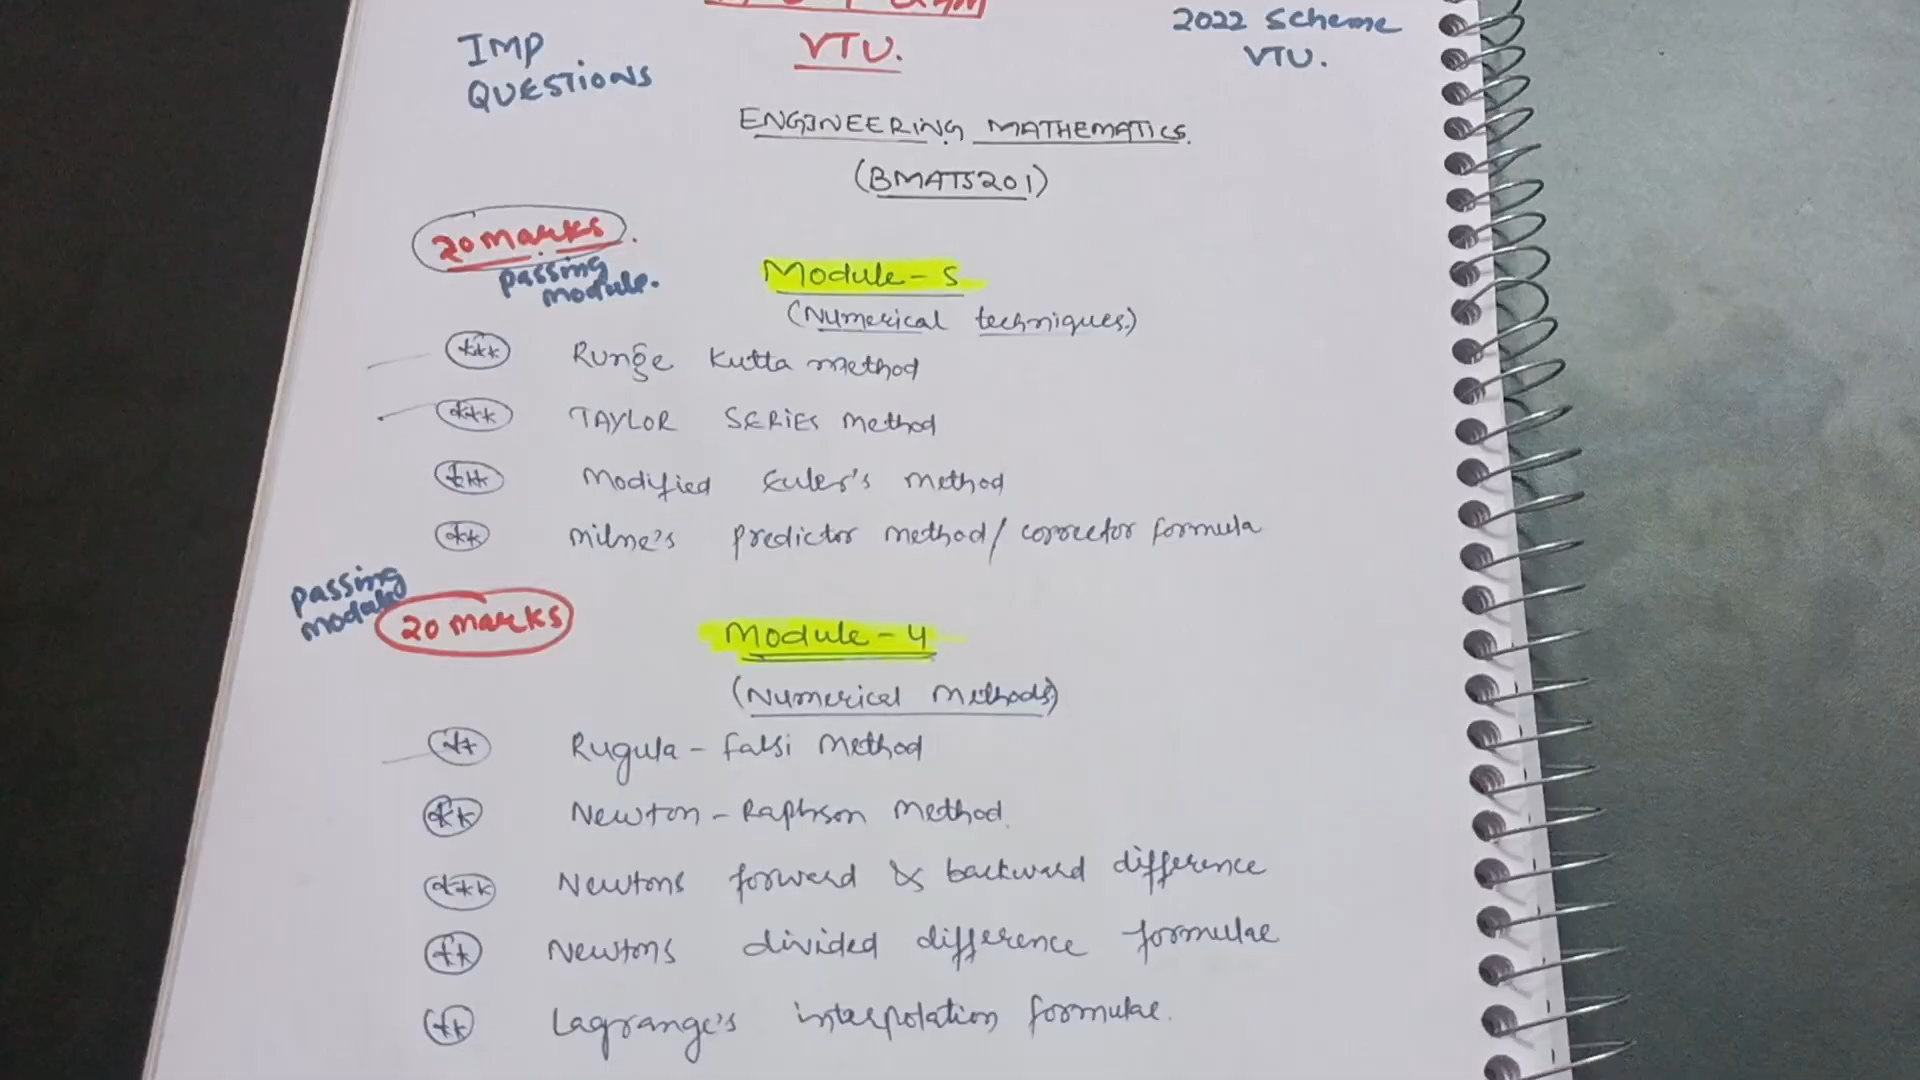 IMP
QUESTIONS
VTU.
2022 Scheme
VTU.
ENGINEERING MATHEMATICS.
(BMATS201)
20 marks.
passing
module.
Module - 5
(Numerical techniques)
*** Runge Kutta method
*** TAYLOR SERIES Method
*** Modified Euler's method
** Milne's predictor method/corrector formula
passing
module
20 marks
Module - 4
(Numerical Methods)
** Rugula - falsi Method
** Newton - Raphson Method.
*** Newtons forward & backward difference
** Newtons divided difference formulae
** Lagrange's interpolation formulae.